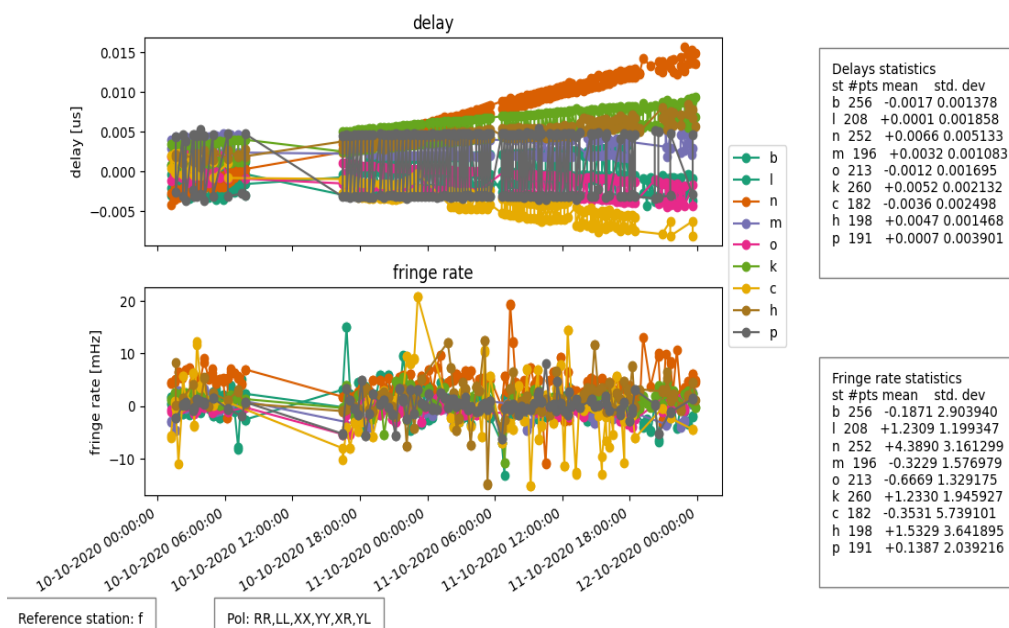 delay
0.015
0.010
0.005
0.000
−0.005
delay [us]
b
l
n
m
o
k
c
h
p
fringe rate
20
10
0
−10
fringe rate [mHz]
10-10-2020 00:00:00
10-10-2020 06:00:00
10-10-2020 12:00:00
10-10-2020 18:00:00
11-10-2020 00:00:00
11-10-2020 06:00:00
11-10-2020 12:00:00
11-10-2020 18:00:00
12-10-2020 00:00:00
Delays statistics
st #pts mean std. dev
b 256 -0.0017 0.001378
l 208 +0.0001 0.001858
n 252 +0.0066 0.005133
m 196 +0.0032 0.001083
o 213 -0.0012 0.001695
k 260 +0.0052 0.002132
c 182 -0.0036 0.002498
h 198 +0.0047 0.001468
p 191 +0.0007 0.003901
Fringe rate statistics
st #pts mean std. dev
b 256 -0.1871 2.903940
l 208 +1.2309 1.199347
n 252 +4.3890 3.161299
m 196 -0.3229 1.576979
o 213 -0.6669 1.329175
k 260 +1.2330 1.945927
c 182 -0.3531 5.739101
h 198 +1.5329 3.641895
p 191 +0.1387 2.039216
Reference station: f
Pol: RR,LL,XX,YY,XR,YL